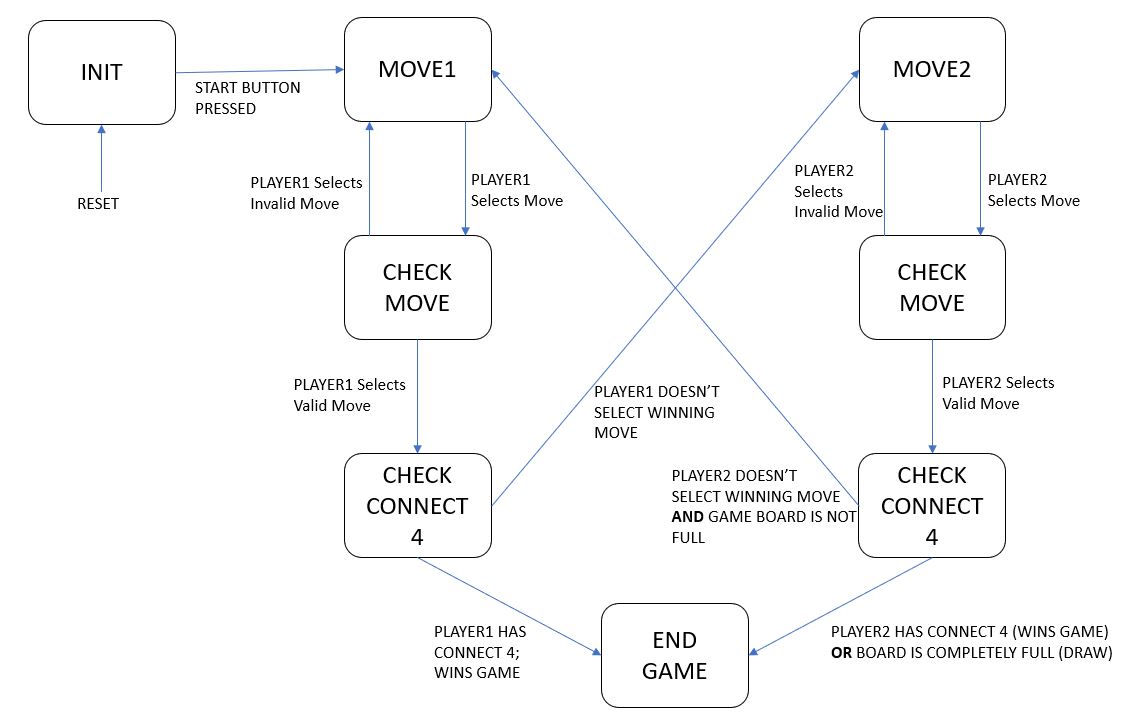 INIT
START BUTTON
PRESSED
RESET
MOVE1
PLAYER1 Selects
Invalid Move
PLAYER1
Selects Move
CHECK
MOVE
PLAYER1 Selects
Valid Move
CHECK
CONNECT
4
PLAYER1 DOESN'T
SELECT WINNING
MOVE
PLAYER1 HAS
CONNECT 4;
WINS GAME
MOVE2
PLAYER2
Selects
Invalid Move
PLAYER2
Selects Move
CHECK
MOVE
PLAYER2 Selects
Valid Move
CHECK
CONNECT
4
PLAYER2 DOESN'T
SELECT WINNING MOVE
AND GAME BOARD IS NOT
FULL
PLAYER2 HAS CONNECT 4 (WINS GAME)
OR BOARD IS COMPLETELY FULL (DRAW)
END
GAME